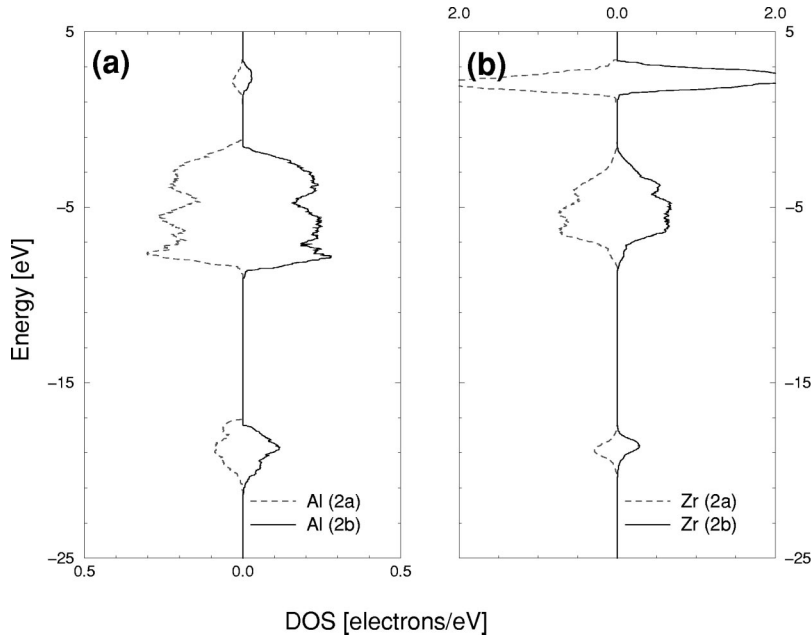 2.0 0.0 2.0
5 5
(a) (b)
−5 −5
Energy [eV]
−15 −15
Al (2a) Zr (2a)
Al (2b) Zr (2b)
−25 −25
0.5 0.0 0.5
DOS [electrons/eV]